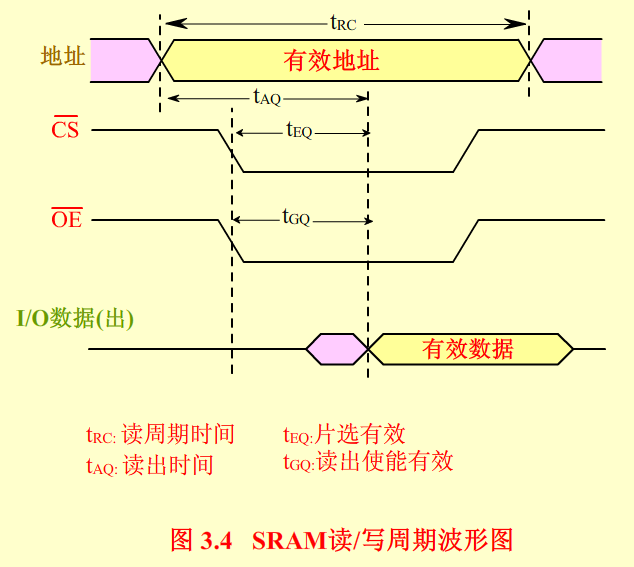 tRC
地址
有效地址
tAQ
CS
tEQ
OE
tGQ
I/O数据(出)
有效数据
tRC: 读周期时间
tEQ:片选有效
tAQ: 读出时间
tGQ:读出使能有效
图 3.4 SRAM读/写周期波形图